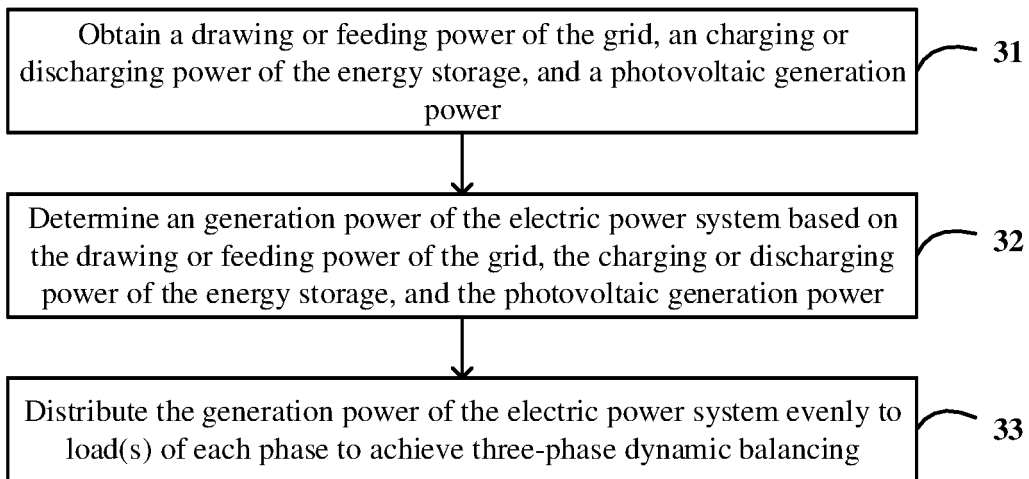 Obtain a drawing or feeding power of the grid, an charging or
discharging power of the energy storage, and a photovoltaic generation
power
31
Determine an generation power of the electric power system based on
the drawing or feeding power of the grid, the charging or discharging
power of the energy storage, and the photovoltaic generation power
32
Distribute the generation power of the electric power system evenly to
load(s) of each phase to achieve three-phase dynamic balancing
33